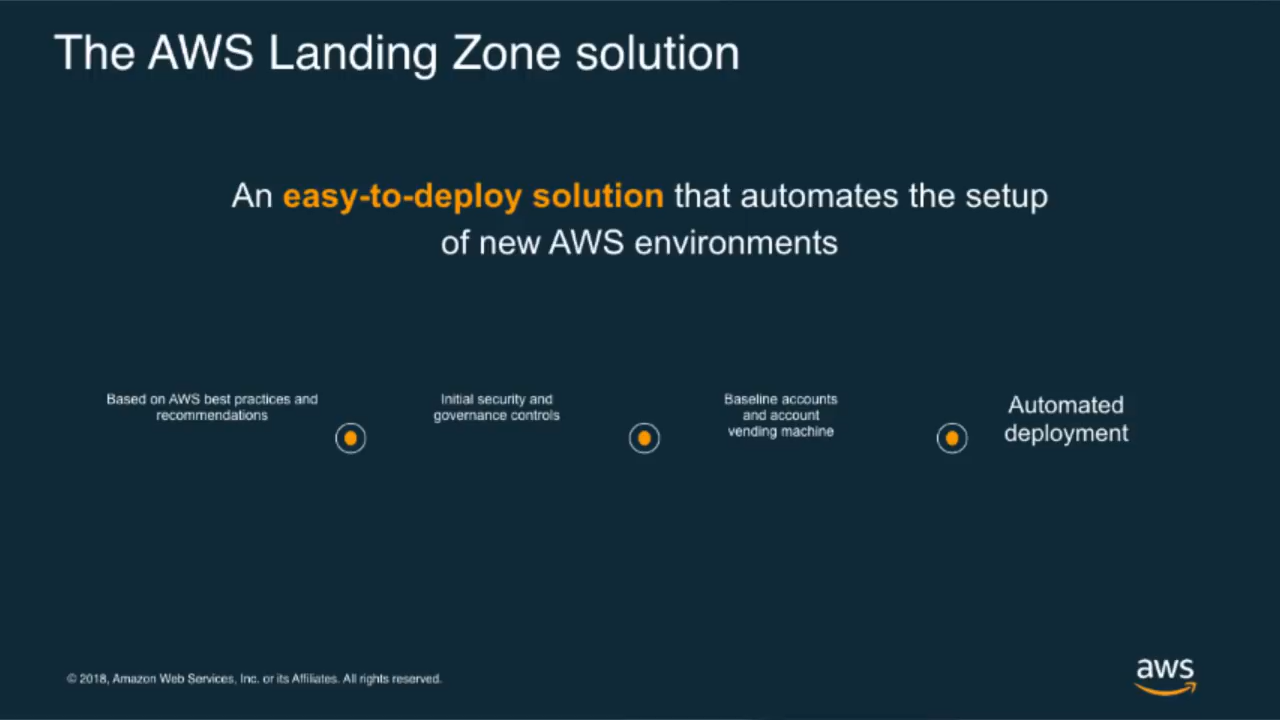 The AWS Landing Zone solution
An easy-to-deploy solution that automates the setup
of new AWS environments
Based on AWS best practices and
recommendations
Initial security and
governance controls
Baseline accounts
and account
vending machine
Automated
deployment
© 2018, Amazon Web Services, Inc. or its Affiliates. All rights reserved.
aws